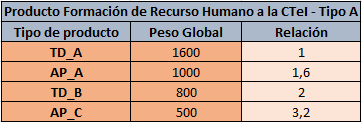 Producto Formación de Recurso Humano a la CTeI - Tipo A
Tipo de producto Peso Global Relación
TD_A 1600 1
AP_A 1000 1,6
TD_B 800 2
AP_C 500 3,2